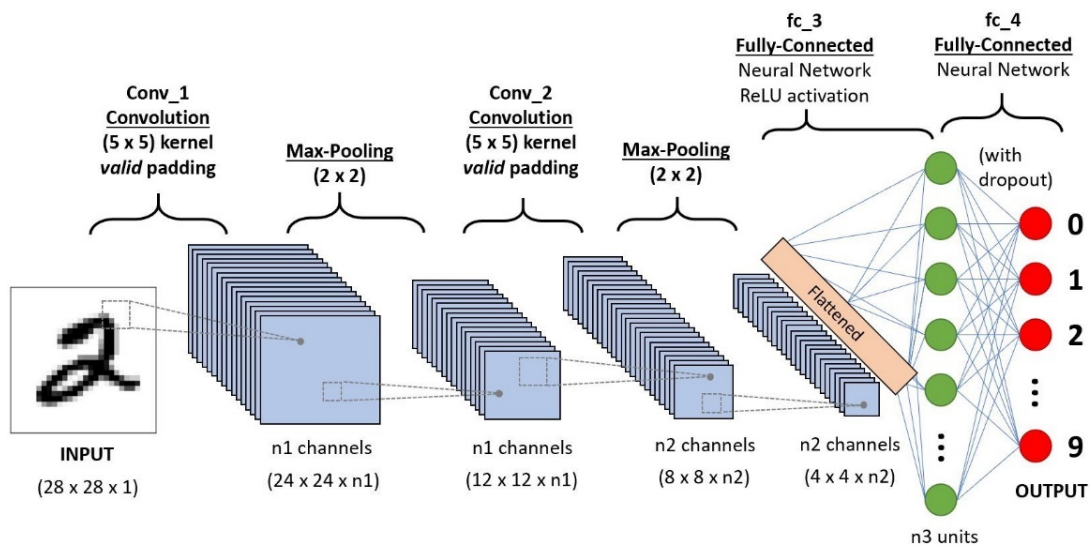 Conv_1
Convolution
(5 x 5) kernel
valid padding
Max-Pooling
(2 x 2)
Conv_2
Convolution
(5 x 5) kernel
valid padding
Max-Pooling
(2 x 2)
fc_3
Fully-Connected
Neural Network
ReLU activation
fc_4
Fully-Connected
Neural Network
(with
dropout)
Flattened
0
1
2
9
OUTPUT
2
INPUT
(28 x 28 x 1)
n1 channels
(24 x 24 x n1)
n1 channels
(12 x 12 x n1)
n2 channels
(8 x 8 x n2)
n2 channels
(4 x 4 x n2)
n3 units